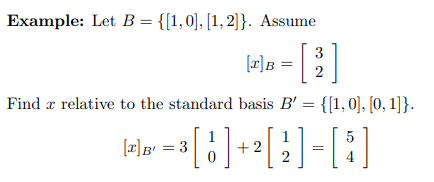 Example: Let B = {[1, 0], [1, 2]}. Assume
[x]_B = [3; 2]
Find x relative to the standard basis B′ = {[1, 0], [0, 1]}.
[x]_{B′} = 3 [1; 0] + 2 [1; 2] = [5; 4]